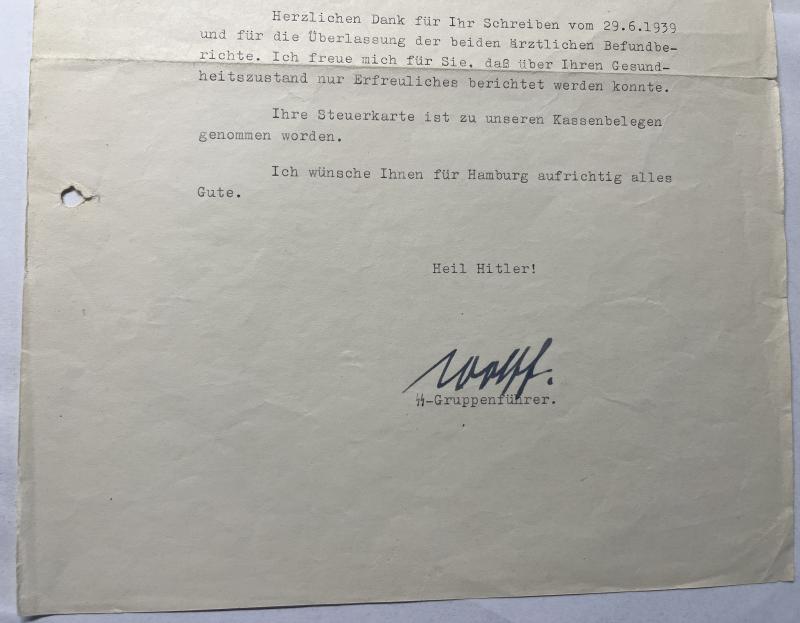 Herzlichen Dank für Ihr Schreiben vom 29.6.1939
und für die Überlassung der beiden ärztlichen Befundbe-
richte. Ich freue mich für Sie, daß über Ihren Gesund-
heitszustand nur Erfreuliches berichtet werden konnte.
Ihre Steuerkarte ist zu unseren Kassenbelegen
genommen worden.
Ich wünsche Ihnen für Hamburg aufrichtig alles
Gute.
Heil Hitler!
Wolff.
ᛋᛋ-Gruppenführer.